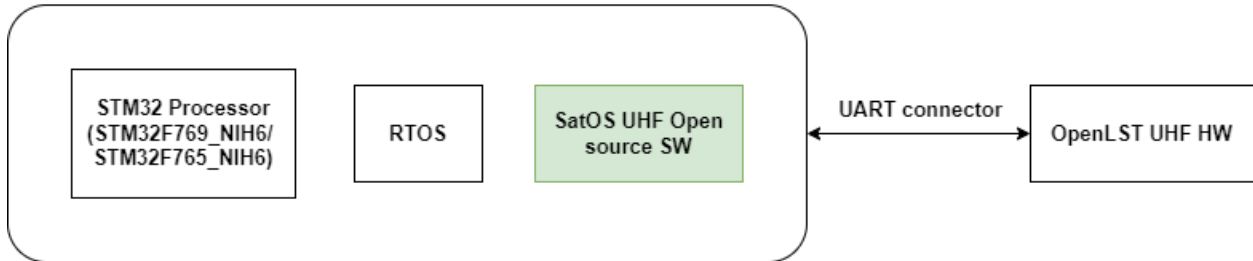 STM32 Processor
(STM32F769_NIH6/
STM32F765_NIH6)
RTOS
SatOS UHF Open
source SW
UART connector
OpenLST UHF HW